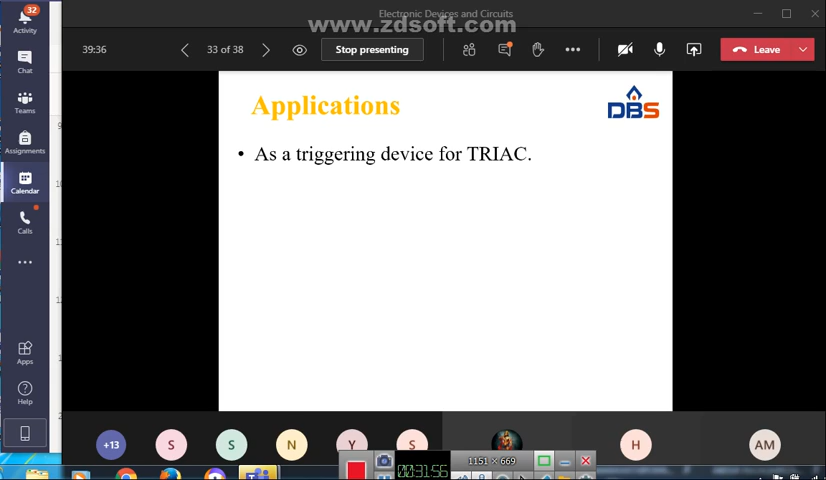 32
Electronic Devices and Circuits
www.zdsoft.com
Activity
39:36
33 of 38
Stop presenting
Leave
Chat
Applications
DBS
Teams
• As a triggering device for TRIAC.
Assignments
Calendar
Calls
Apps
Help
+13
S
S
N
Y
S
H
AM
1151 × 669
00:31:56